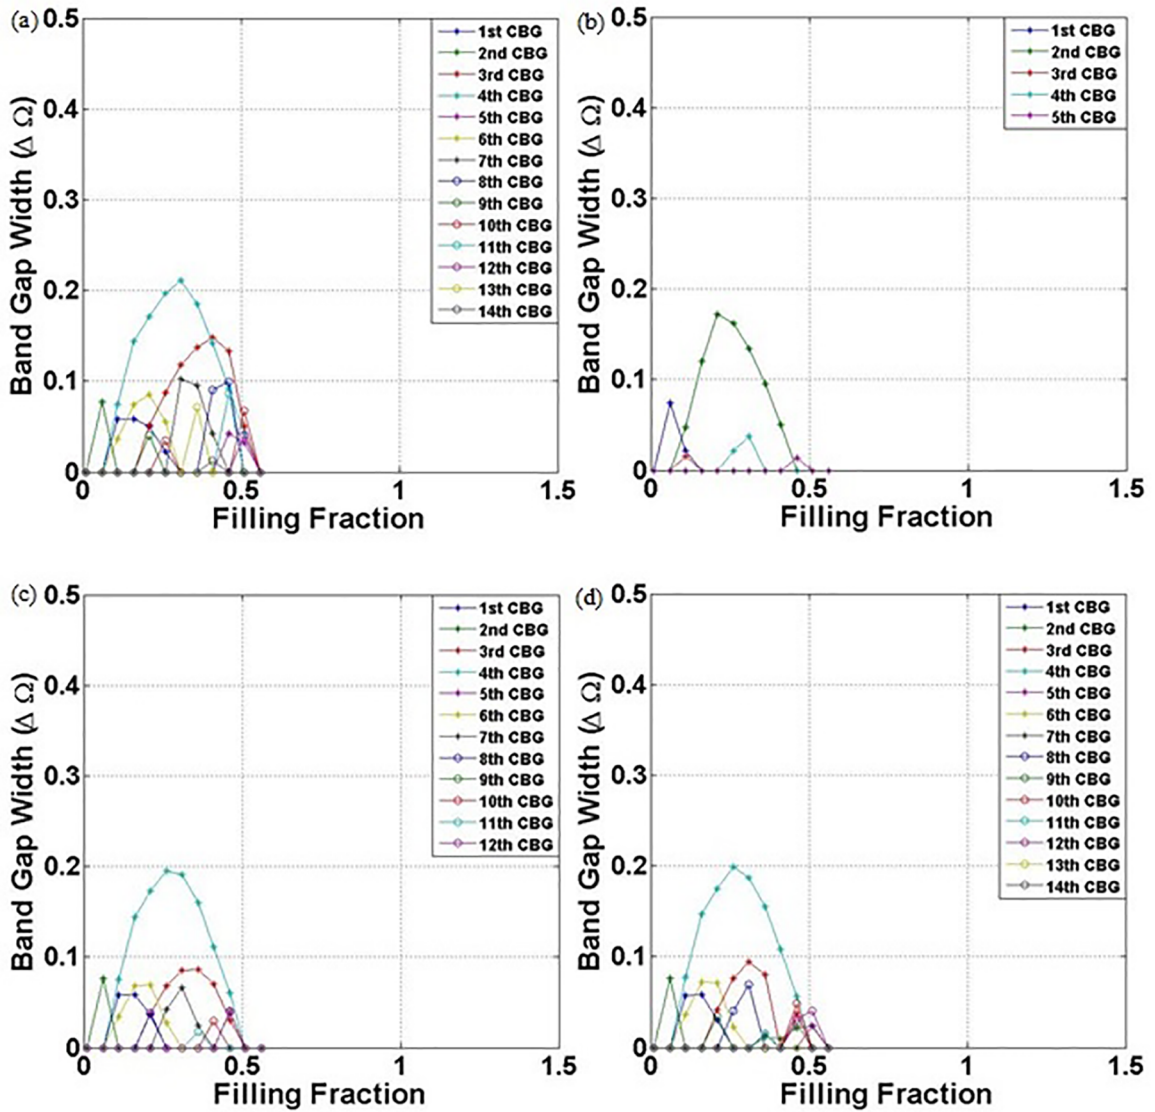 (a)
0.5
0.4
0.3
0.2
0.1
0
Band Gap Width (Δ Ω)
1st CBG
2nd CBG
3rd CBG
4th CBG
5th CBG
6th CBG
7th CBG
8th CBG
9th CBG
10th CBG
11th CBG
12th CBG
13th CBG
14th CBG
0 0.5 1 1.5
Filling Fraction
(b)
0.5
0.4
0.3
0.2
0.1
0
Band Gap Width (Δ Ω)
1st CBG
2nd CBG
3rd CBG
4th CBG
5th CBG
0 0.5 1 1.5
Filling Fraction
(c)
0.5
0.4
0.3
0.2
0.1
0
Band Gap Width (Δ Ω)
1st CBG
2nd CBG
3rd CBG
4th CBG
5th CBG
6th CBG
7th CBG
8th CBG
9th CBG
10th CBG
11th CBG
12th CBG
0 0.5 1 1.5
Filling Fraction
(d)
0.5
0.4
0.3
0.2
0.1
0
Band Gap Width (Δ Ω)
1st CBG
2nd CBG
3rd CBG
4th CBG
5th CBG
6th CBG
7th CBG
8th CBG
9th CBG
10th CBG
11th CBG
12th CBG
13th CBG
14th CBG
0 0.5 1 1.5
Filling Fraction